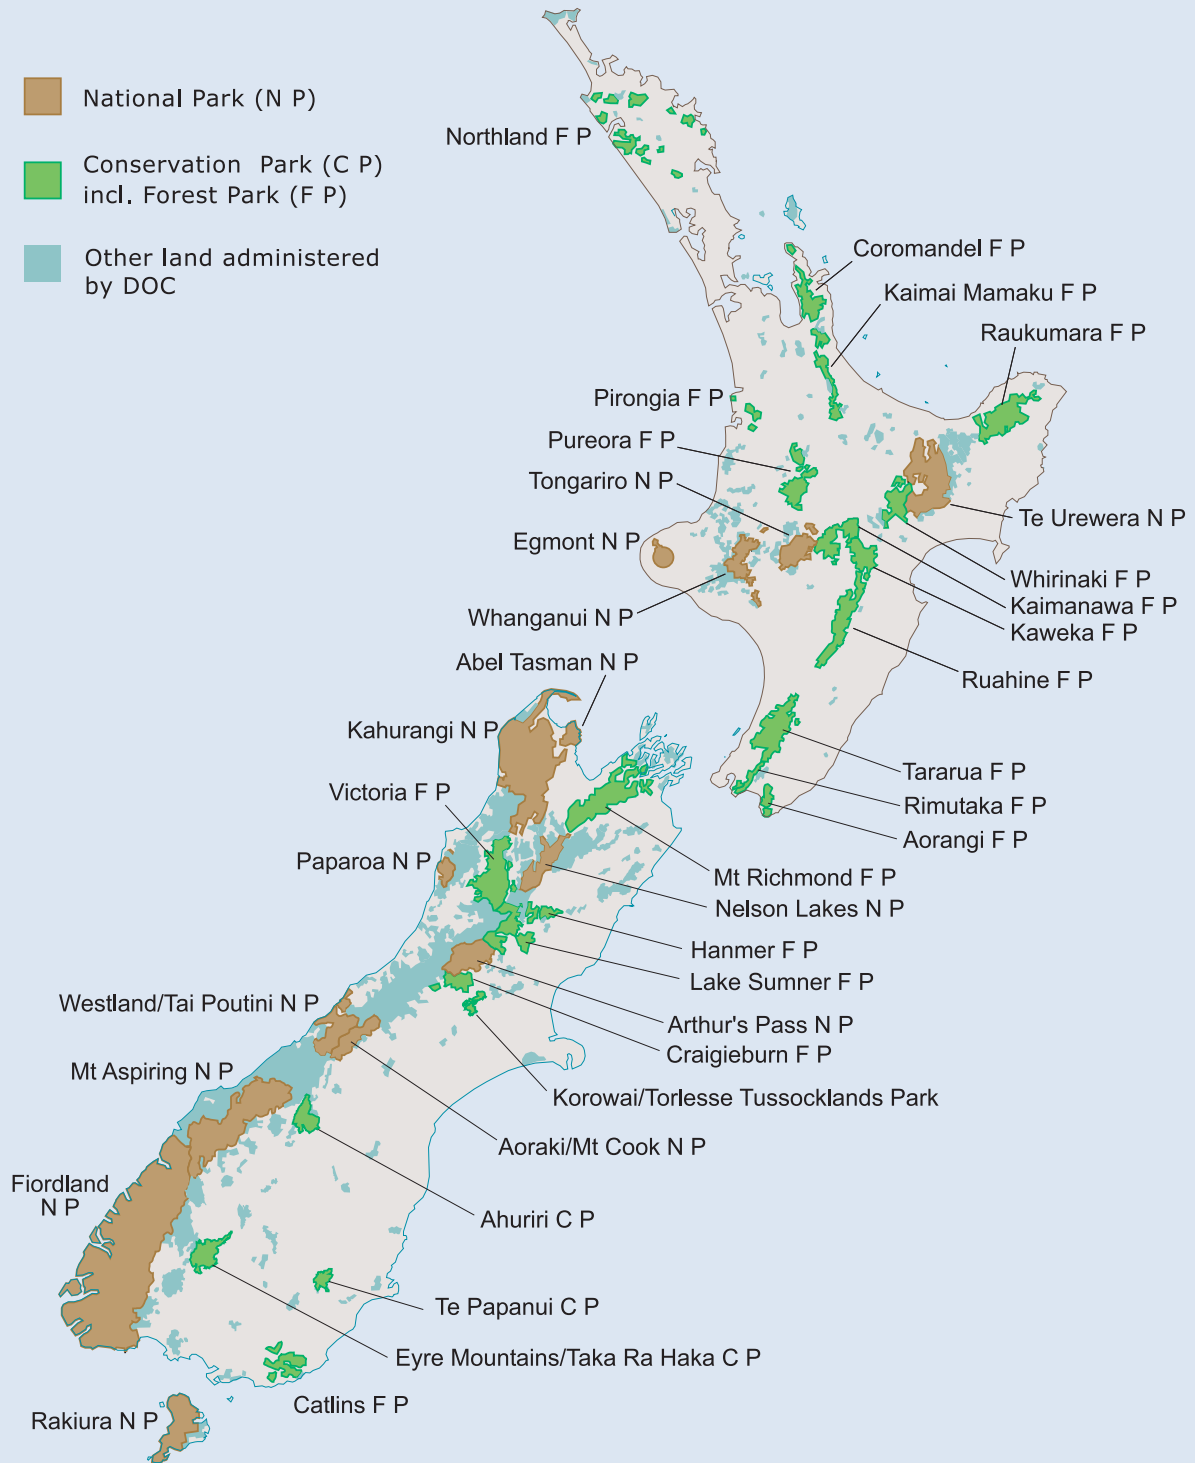 National Park (N P)
Conservation Park (C P)
incl. Forest Park (F P)
Other land administered
by DOC
Northland F P
Coromandel F P
Kaimai Mamaku F P
Raukumara F P
Pirongia F P
Pureora F P
Tongariro N P
Te Urewera N P
Egmont N P
Whirinaki F P
Kaimanawa F P
Whanganui N P
Kaweka F P
Abel Tasman N P
Ruahine F P
Kahurangi N P
Tararua F P
Victoria F P
Rimutaka F P
Aorangi F P
Paparoa N P
Mt Richmond F P
Nelson Lakes N P
Hanmer F P
Lake Sumner F P
Westland/Tai Poutini N P
Arthur's Pass N P
Craigieburn F P
Mt Aspiring N P
Korowai/Torlesse Tussocklands Park
Aoraki/Mt Cook N P
Fiordland
N P
Ahuriri C P
Te Papanui C P
Eyre Mountains/Taka Ra Haka C P
Catlins F P
Rakiura N P